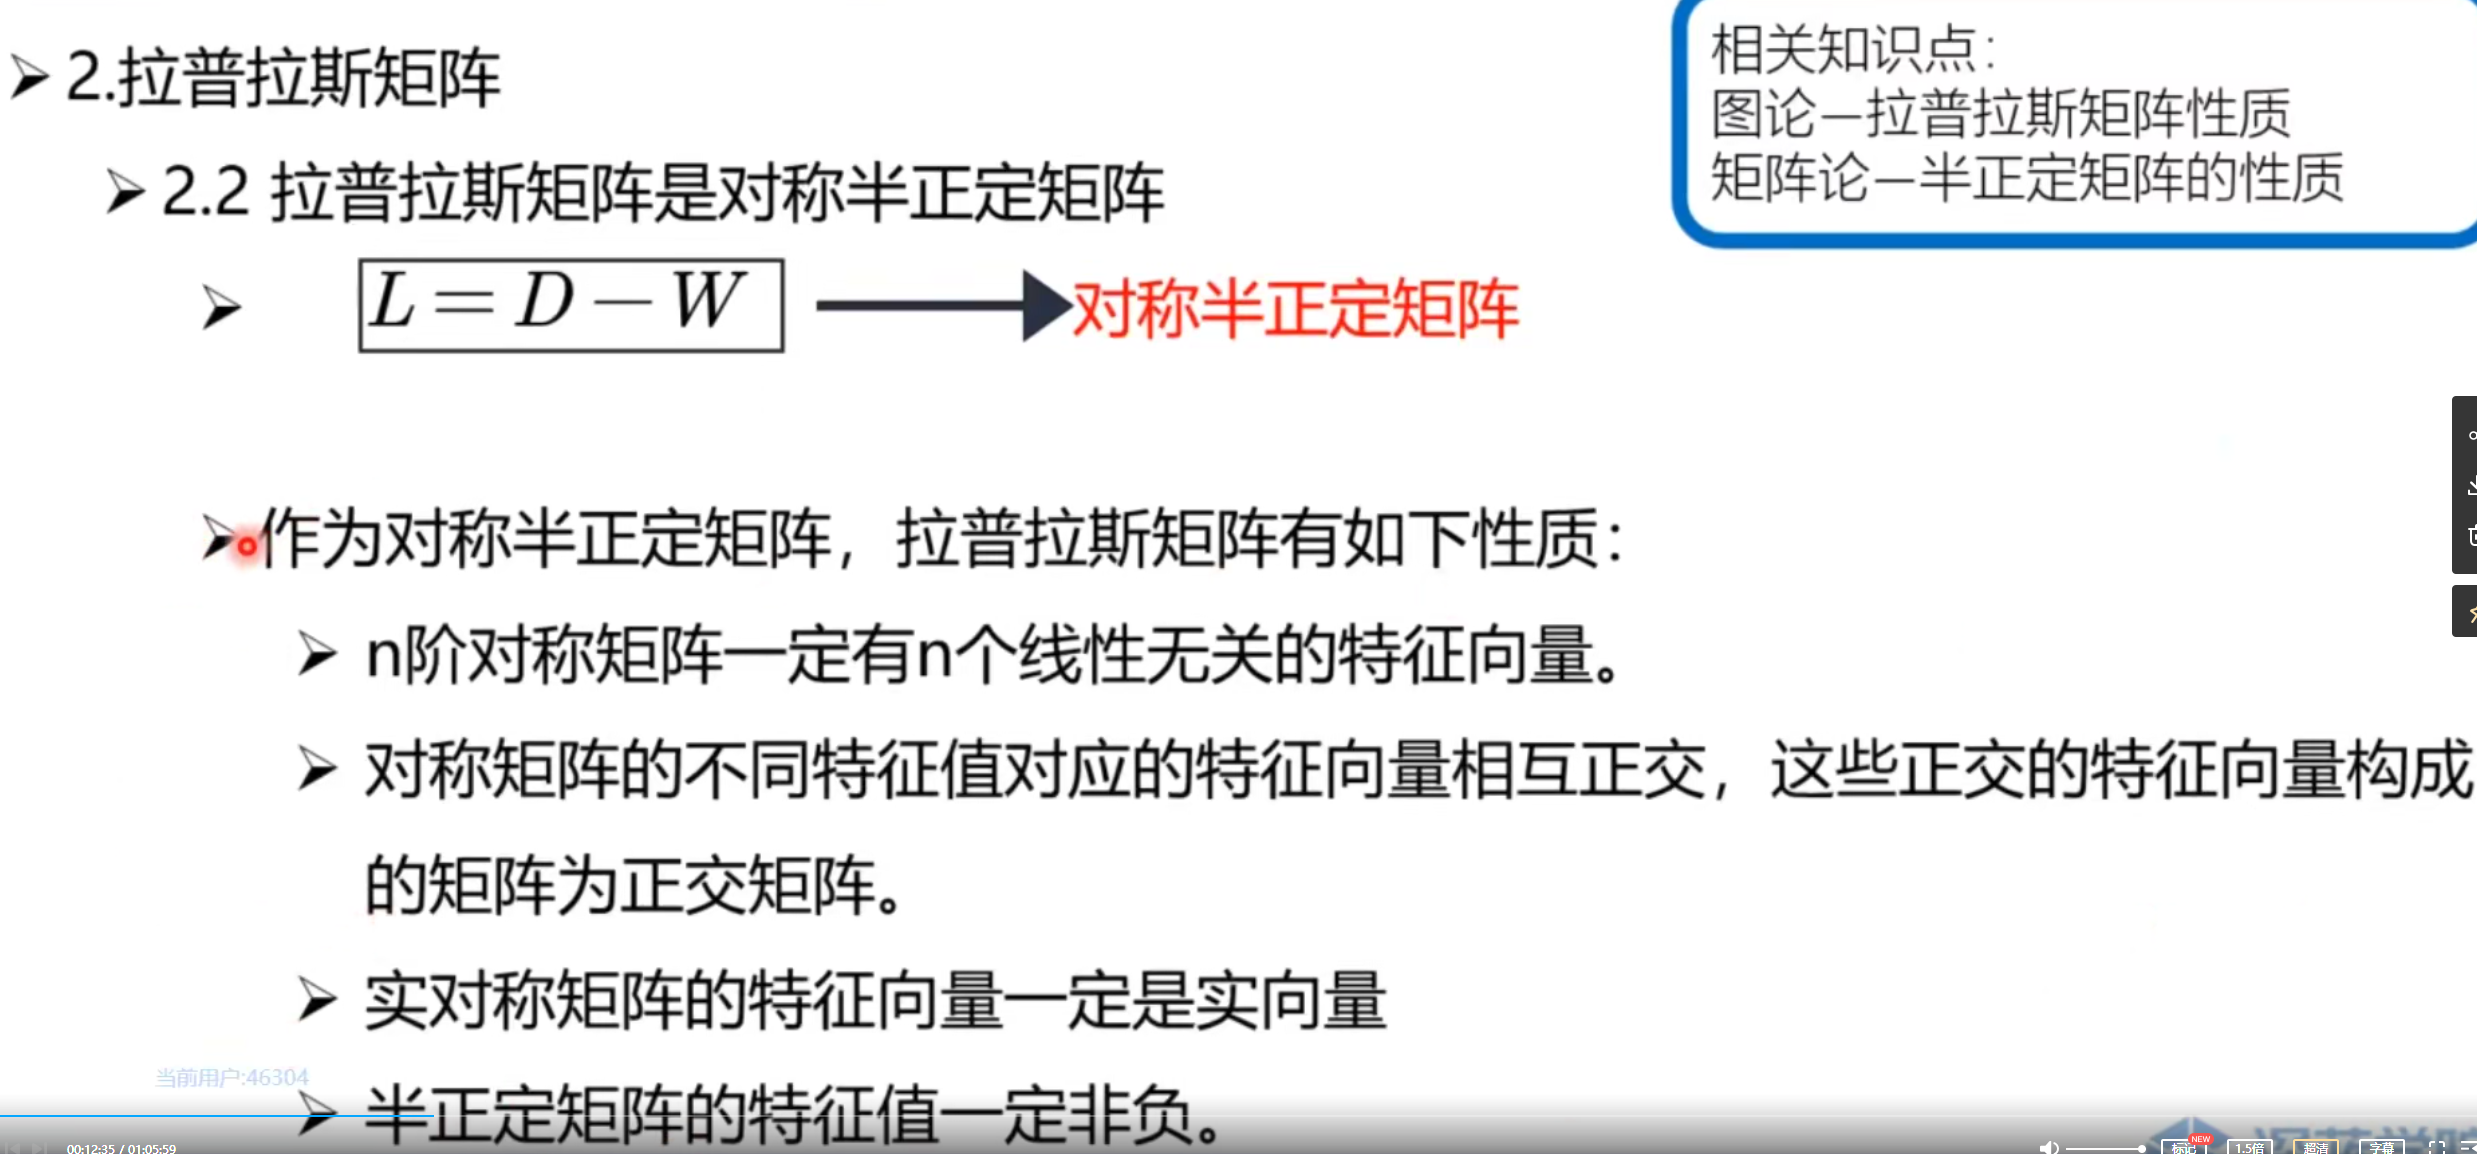 2.拉普拉斯矩阵
相关知识点：
图论—拉普拉斯矩阵性质
矩阵论—半正定矩阵的性质
2.2 拉普拉斯矩阵是对称半正定矩阵
L = D − W
对称半正定矩阵
作为对称半正定矩阵，拉普拉斯矩阵有如下性质：
n阶对称矩阵一定有n个线性无关的特征向量。
对称矩阵的不同特征值对应的特征向量相互正交，这些正交的特征向量构成
的矩阵为正交矩阵。
实对称矩阵的特征向量一定是实向量
当前用户:46304
半正定矩阵的特征值一定非负。
00:12:35 / 01:05:59
标记
NEW
1.5倍
超清
字幕